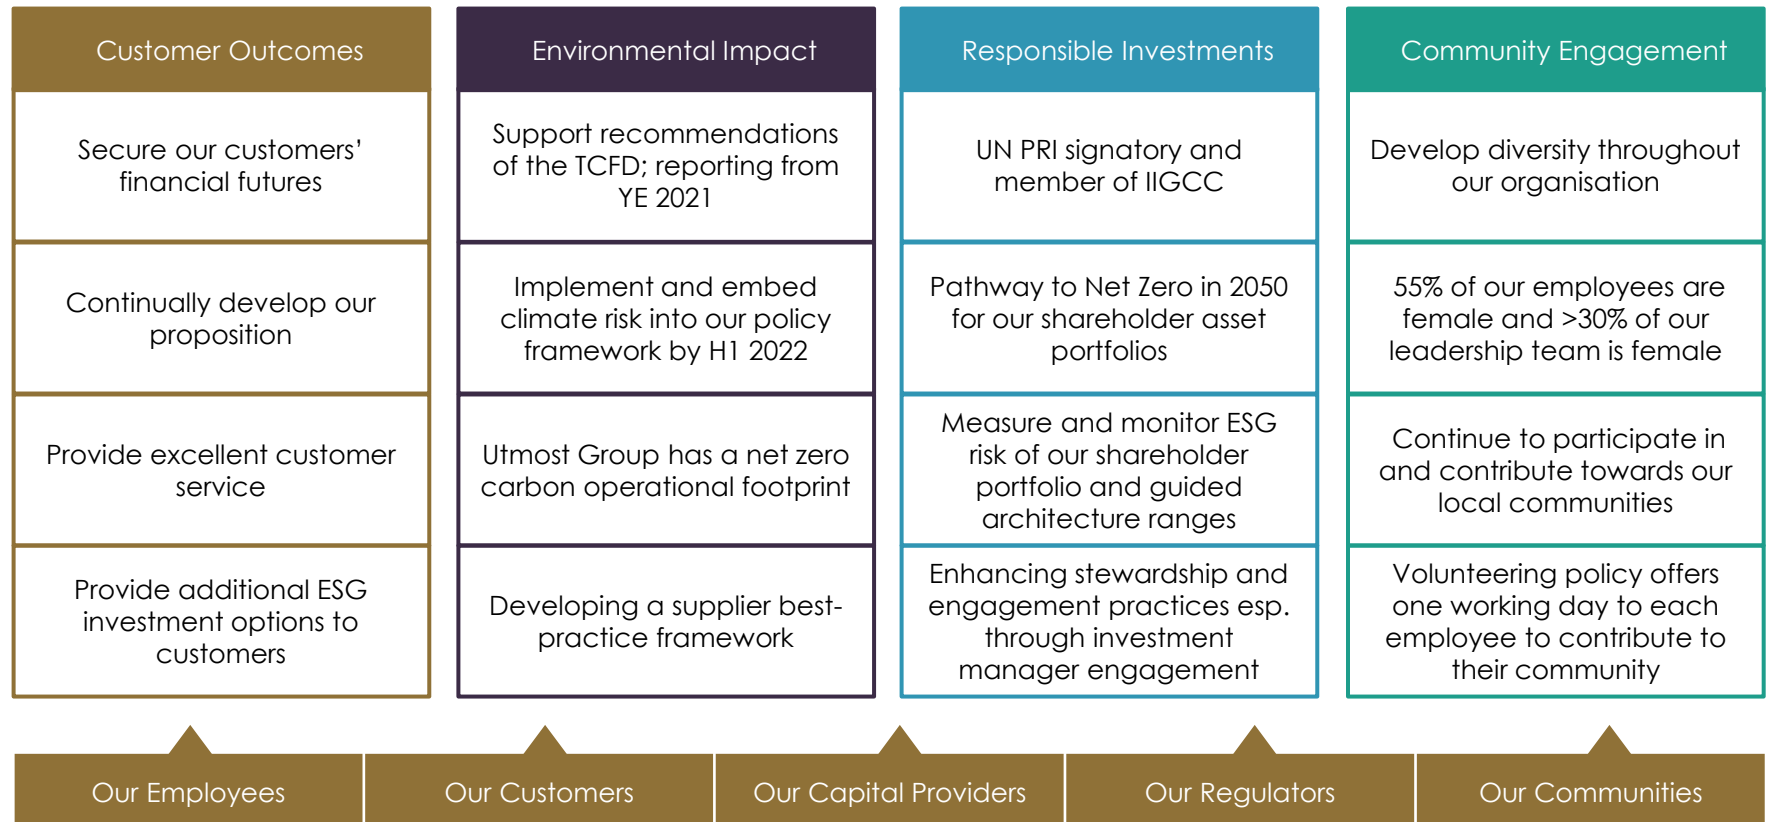 Customer Outcomes
Secure our customers’
financial futures
Continually develop our
proposition
Provide excellent customer
service
Provide additional ESG
investment options to
customers
Environmental Impact
Support recommendations
of the TCFD; reporting from
YE 2021
Implement and embed
climate risk into our policy
framework by H1 2022
Utmost Group has a net zero
carbon operational footprint
Developing a supplier best-
practice framework
Responsible Investments
UN PRI signatory and
member of IIGCC
Pathway to Net Zero in 2050
for our shareholder asset
portfolios
Measure and monitor ESG
risk of our shareholder
portfolio and guided
architecture ranges
Enhancing stewardship and
engagement practices esp.
through investment
manager engagement
Community Engagement
Develop diversity throughout
our organisation
55% of our employees are
female and >30% of our
leadership team is female
Continue to participate in
and contribute towards our
local communities
Volunteering policy offers
one working day to each
employee to contribute to
their community
Our Employees
Our Customers
Our Capital Providers
Our Regulators
Our Communities